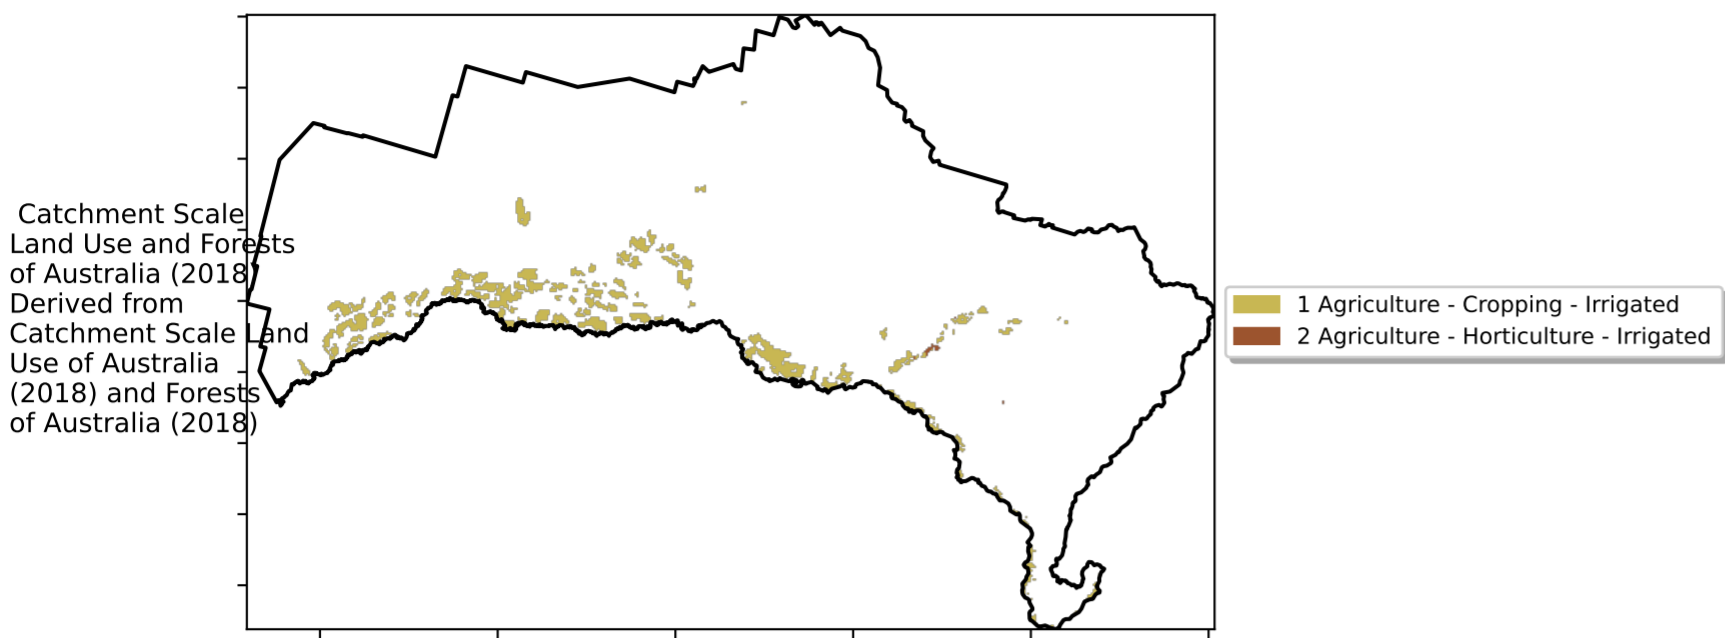 Catchment Scale
Land Use and Forests
of Australia (2018)
Derived from
Catchment Scale Land
Use of Australia
(2018) and Forests
of Australia (2018)
1 Agriculture - Cropping - Irrigated
2 Agriculture - Horticulture - Irrigated